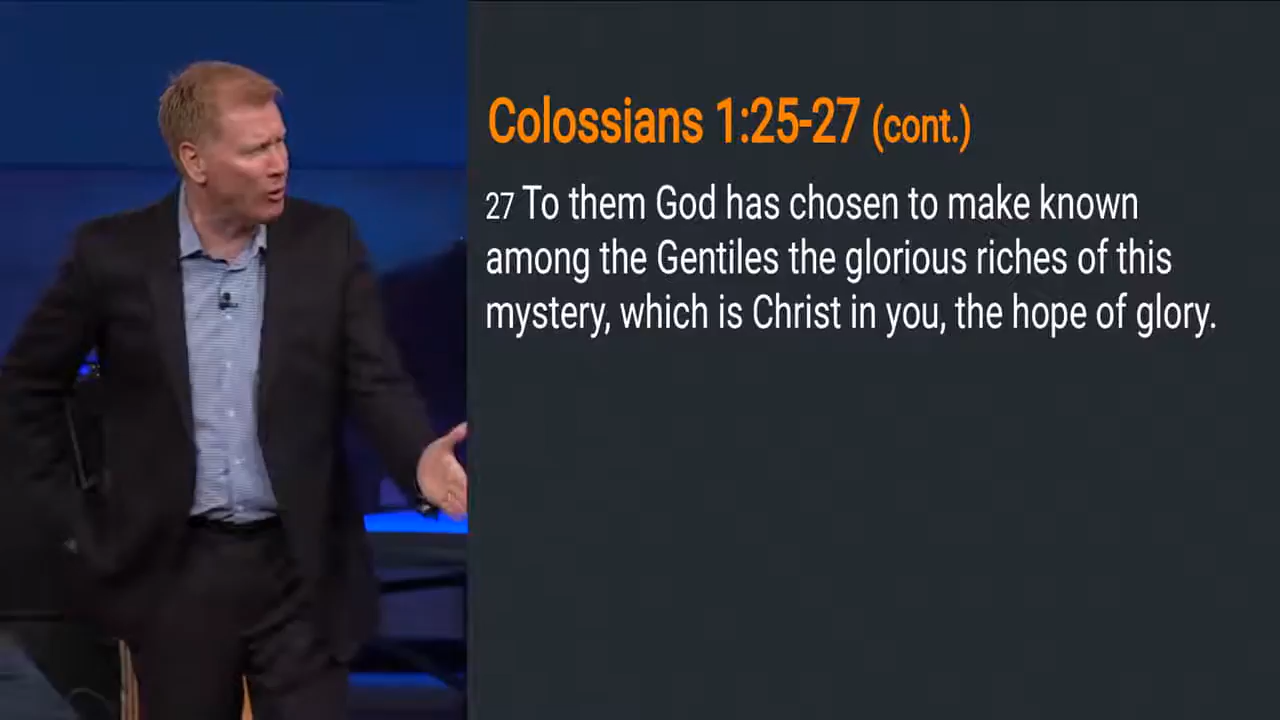 Colossians 1:25-27 (cont.)
27 To them God has chosen to make known
among the Gentiles the glorious riches of this
mystery, which is Christ in you, the hope of glory.